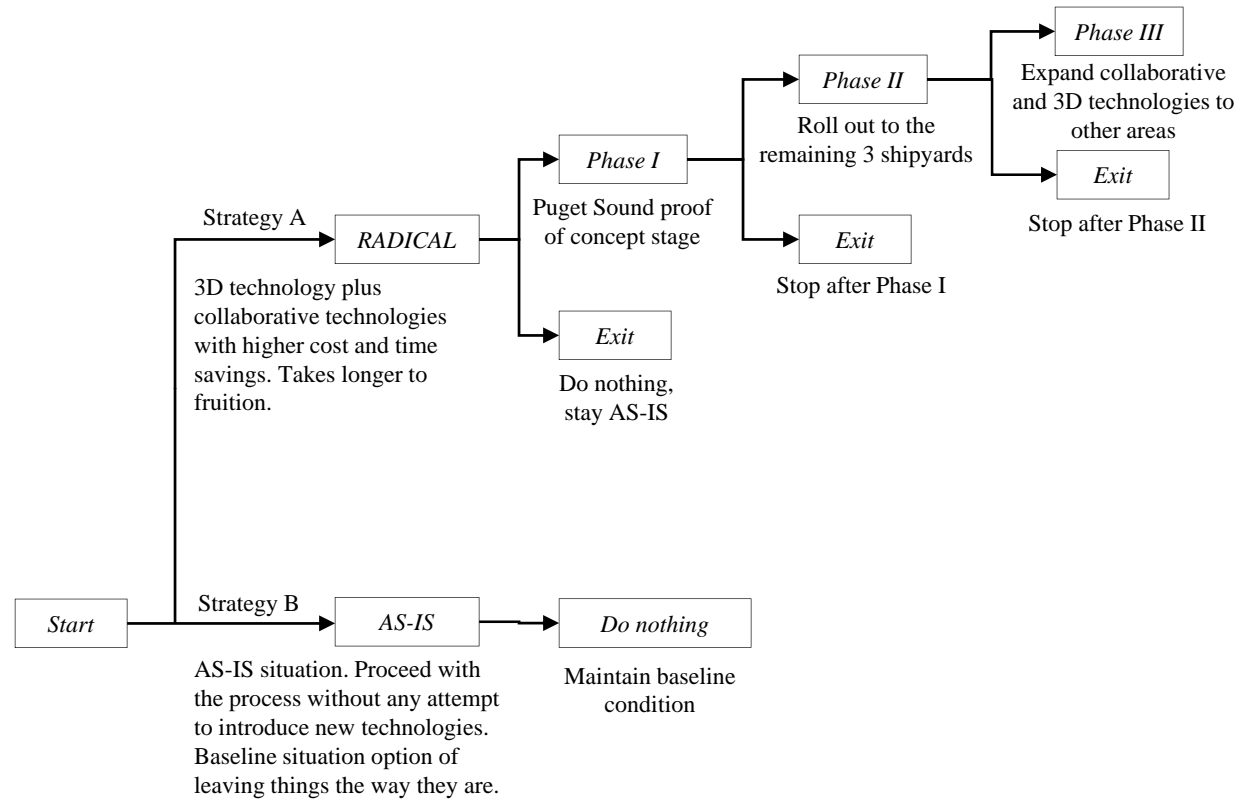 Phase III
Expand collaborative
and 3D technologies to
other areas
Phase II
Roll out to the
remaining 3 shipyards
Exit
Stop after Phase II
Phase I
Puget Sound proof
of concept stage
Exit
Stop after Phase I
Strategy A
RADICAL
3D technology plus
collaborative technologies
with higher cost and time
savings. Takes longer to
fruition.
Exit
Do nothing,
stay AS-IS
Start
Strategy B
AS-IS
AS-IS situation. Proceed with
the process without any attempt
to introduce new technologies.
Baseline situation option of
leaving things the way they are.
Do nothing
Maintain baseline
condition